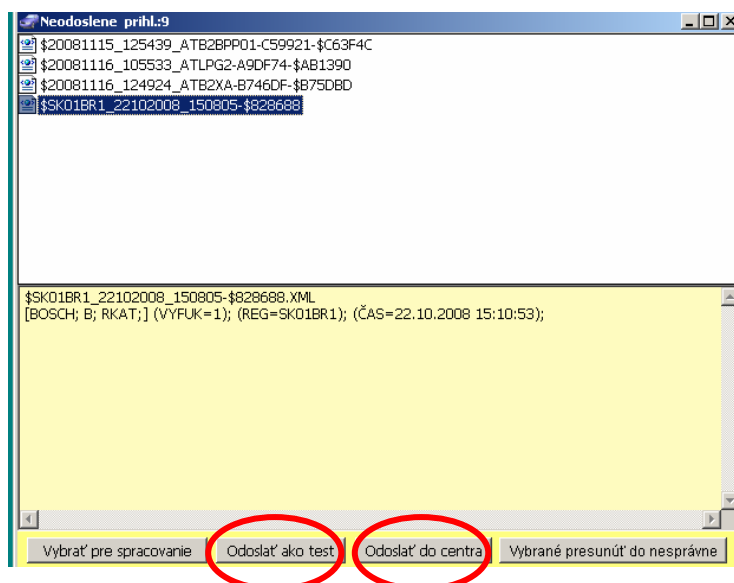 Neodoslene prihl.:9
$20081115_125439_ATB2BPP01-C59921-$C63F4C
$20081116_105533_ATLPG2-A9DF74-$AB1390
$20081116_124924_ATB2XA-B746DF-$B75DBD
$SK01BR1_22102008_150805-$828688
$SK01BR1_22102008_150805-$828688.XML
[BOSCH; B; RKAT;] (VYFUK=1); (REG=SK01BR1); (ČAS=22.10.2008 15:10:53);
Vybrať pre spracovanie Odoslať ako test Odoslať do centra Vybrané presunúť do nesprávne